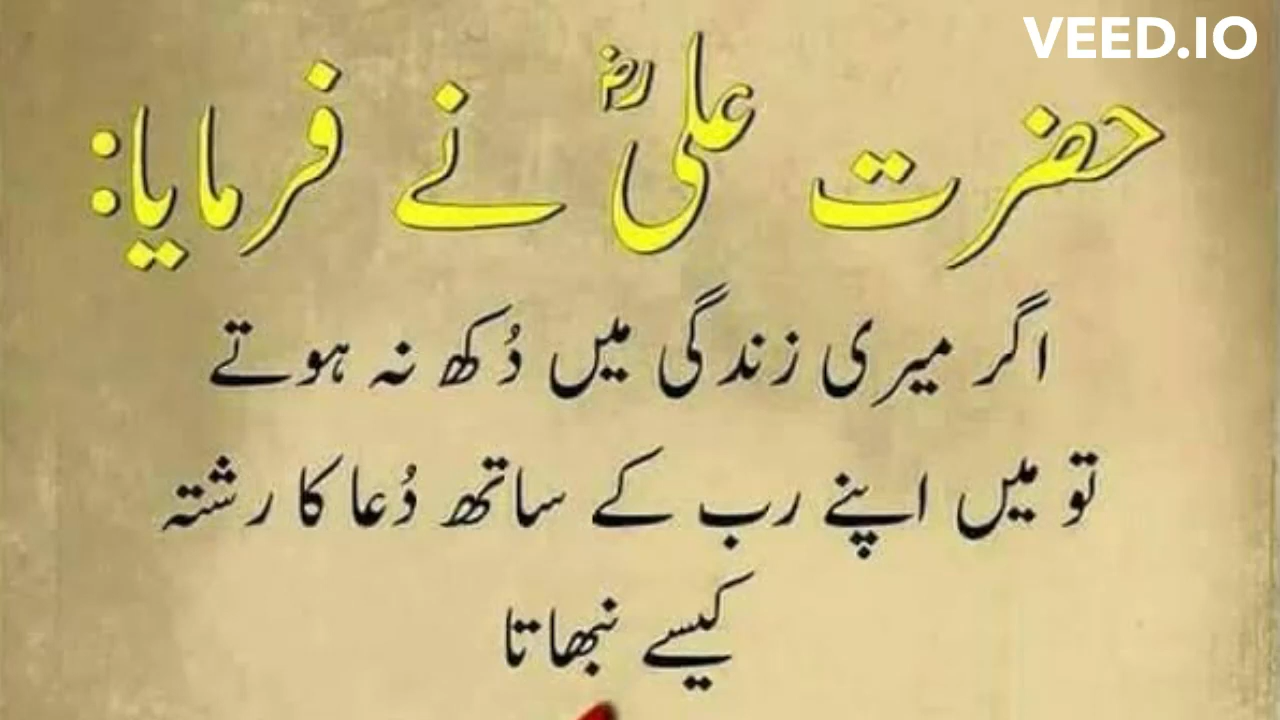 VEED.IO
حضرت علیؓ نے فرمایا:
اگر میری زندگی میں دُکھ نہ ہوتے
تو میں اپنے رب کے ساتھ دُعا کا رشتہ
کیسے نبھاتا